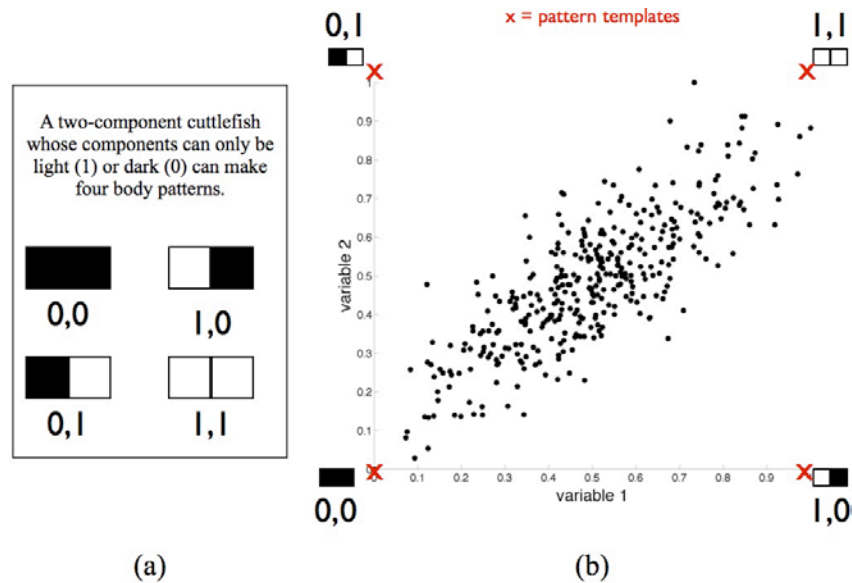 A two-component cuttlefish
whose components can only be
light (1) or dark (0) can make
four body patterns.
0,0
1,0
0,1
1,1
(a)
0,1
x = pattern templates
1,1
1
0.9
0.8
0.7
0.6
0.5
0.4
0.3
0.2
0.1
0
variable 2
0 0.1 0.2 0.3 0.4 0.5 0.6 0.7 0.8 0.9
variable 1
0,0
1,0
(b)